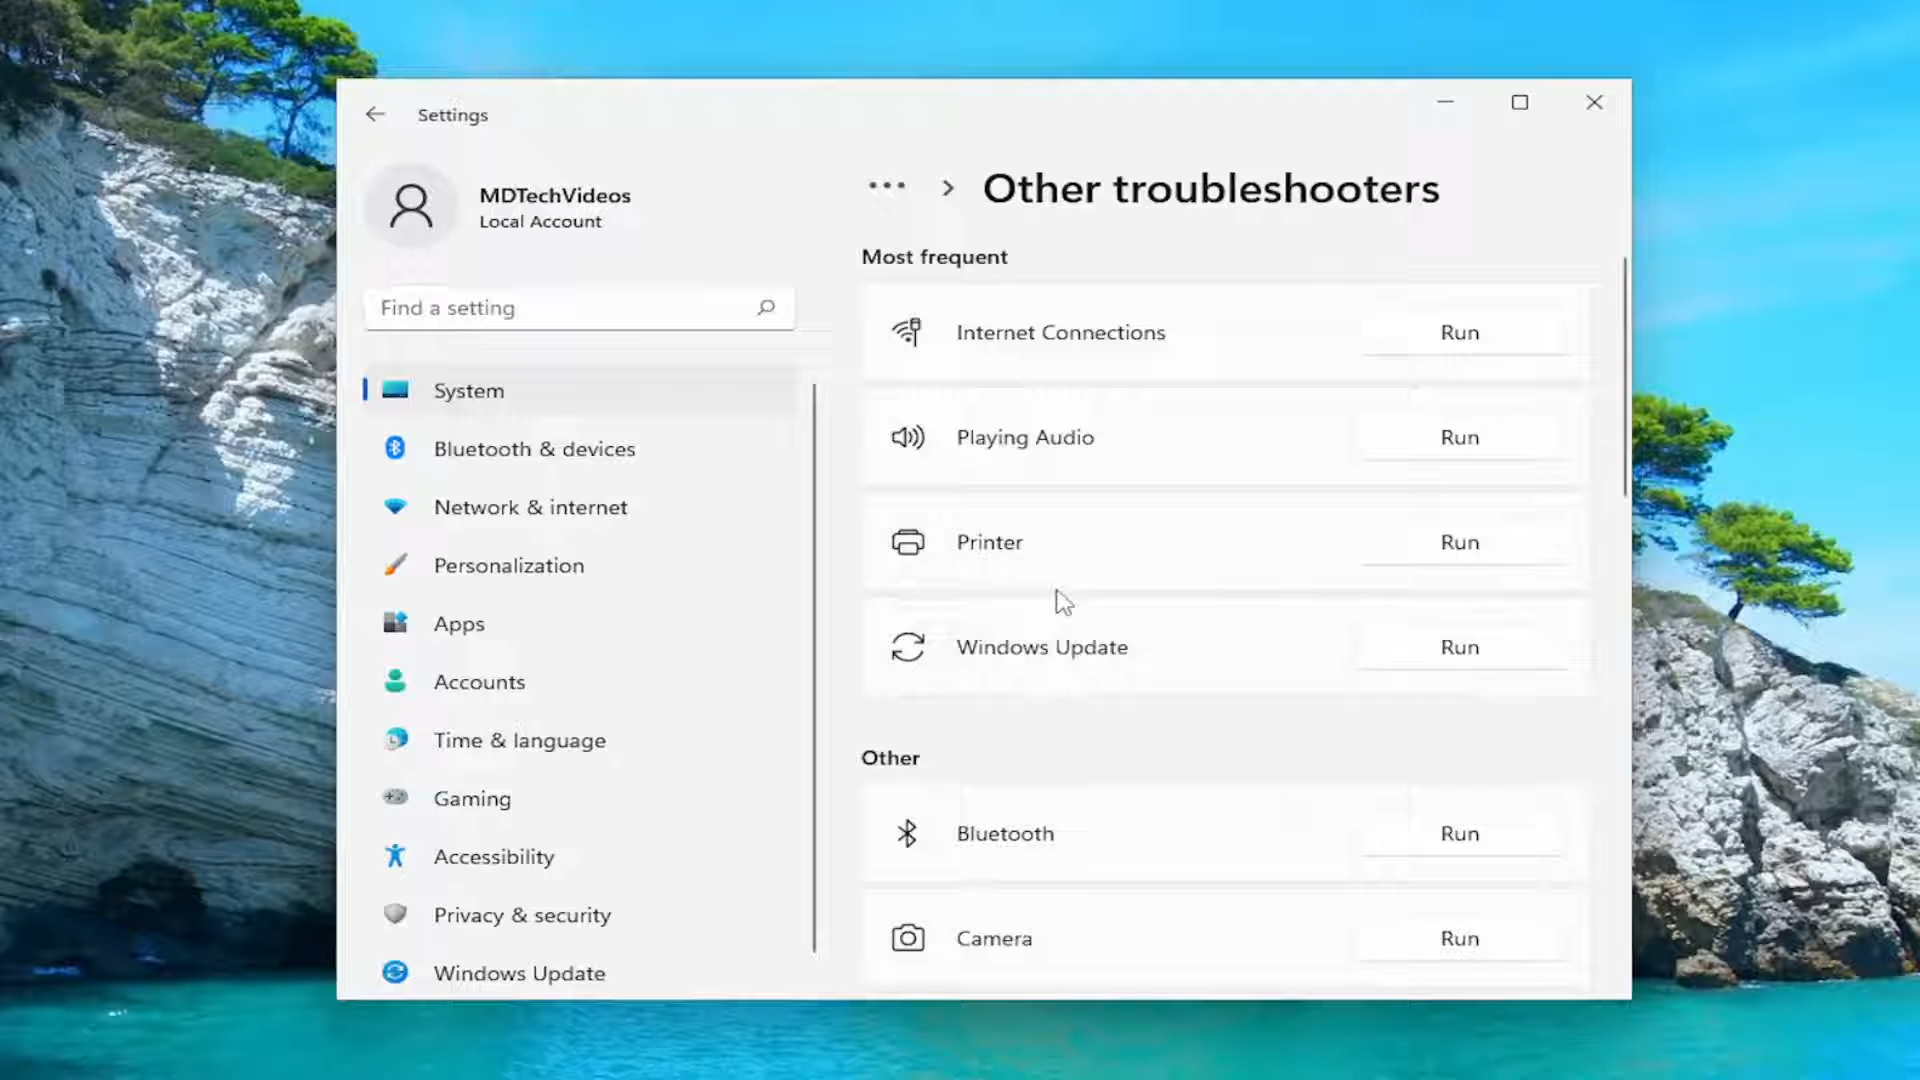 Settings
MDTechVideos
Local Account
Find a setting
System
Bluetooth & devices
Network & internet
Personalization
Apps
Accounts
Time & language
Gaming
Accessibility
Privacy & security
Windows Update
... > Other troubleshooters
Most frequent
Internet Connections Run
Playing Audio Run
Printer Run
Windows Update Run
Other
Bluetooth Run
Camera Run